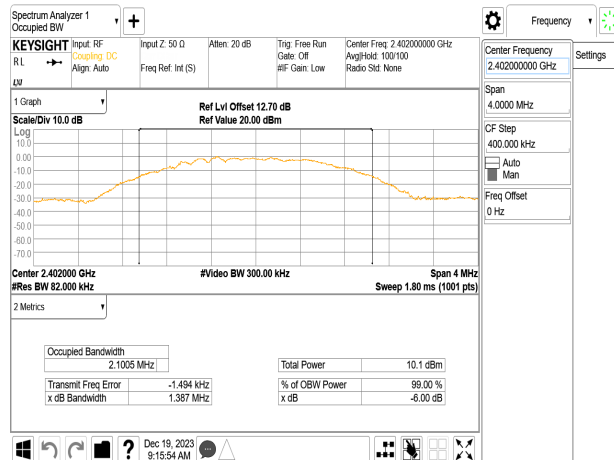 Spectrum Analyzer 1
Occupied BW
Frequency
KEYSIGHT
RL
Input: RF
Coupling: DC
Align: Auto
Input Z: 50 Ω
Freq Ref: Int (S)
Atten: 20 dB
Trig: Free Run
Gate: Off
#IF Gain: Low
Center Freq: 2.402000000 GHz
Avg|Hold: 100/100
Radio Std: None
Center Frequency
2.402000000 GHz
Settings
Span
4.0000 MHz
CF Step
400.000 kHz
Auto
Man
Freq Offset
0 Hz
1 Graph
Scale/Div 10.0 dB
Ref Lvl Offset 12.70 dB
Ref Value 20.00 dBm
Log
10.0
0.00
-10.0
-20.0
-30.0
-40.0
-50.0
-60.0
-70.0
Center 2.402000 GHz
#Video BW 300.00 kHz
Span 4 MHz
#Res BW 82.000 kHz
Sweep 1.80 ms (1001 pts)
2 Metrics
Occupied Bandwidth
2.1005 MHz
Total Power 10.1 dBm
Transmit Freq Error -1.494 kHz
% of OBW Power 99.00 %
x dB Bandwidth 1.387 MHz
x dB -6.00 dB
?
Dec 19, 2023
9:15:54 AM